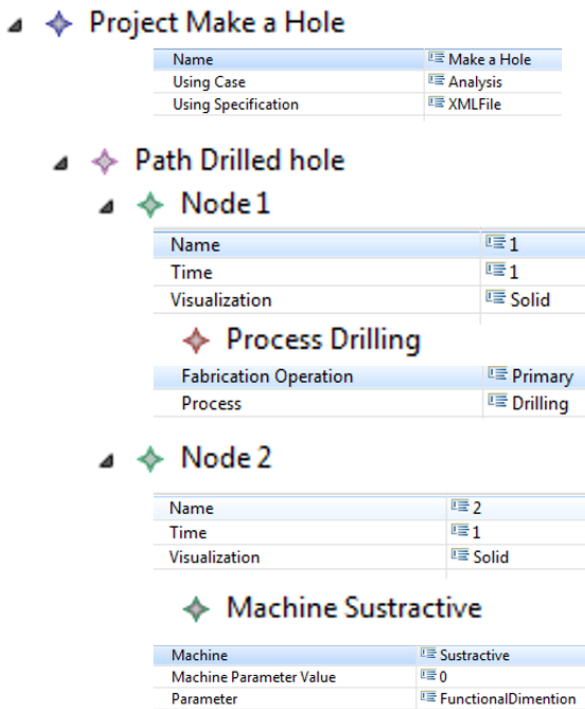 Project Make a Hole
Name Make a Hole
Using Case Analysis
Using Specification XMLFile
Path Drilled hole
Node 1
Name 1
Time 1
Visualization Solid
Process Drilling
Fabrication Operation Primary
Process Drilling
Node 2
Name 2
Time 1
Visualization Solid
Machine Sustractive
Machine Sustractive
Machine Parameter Value 0
Parameter FunctionalDimention